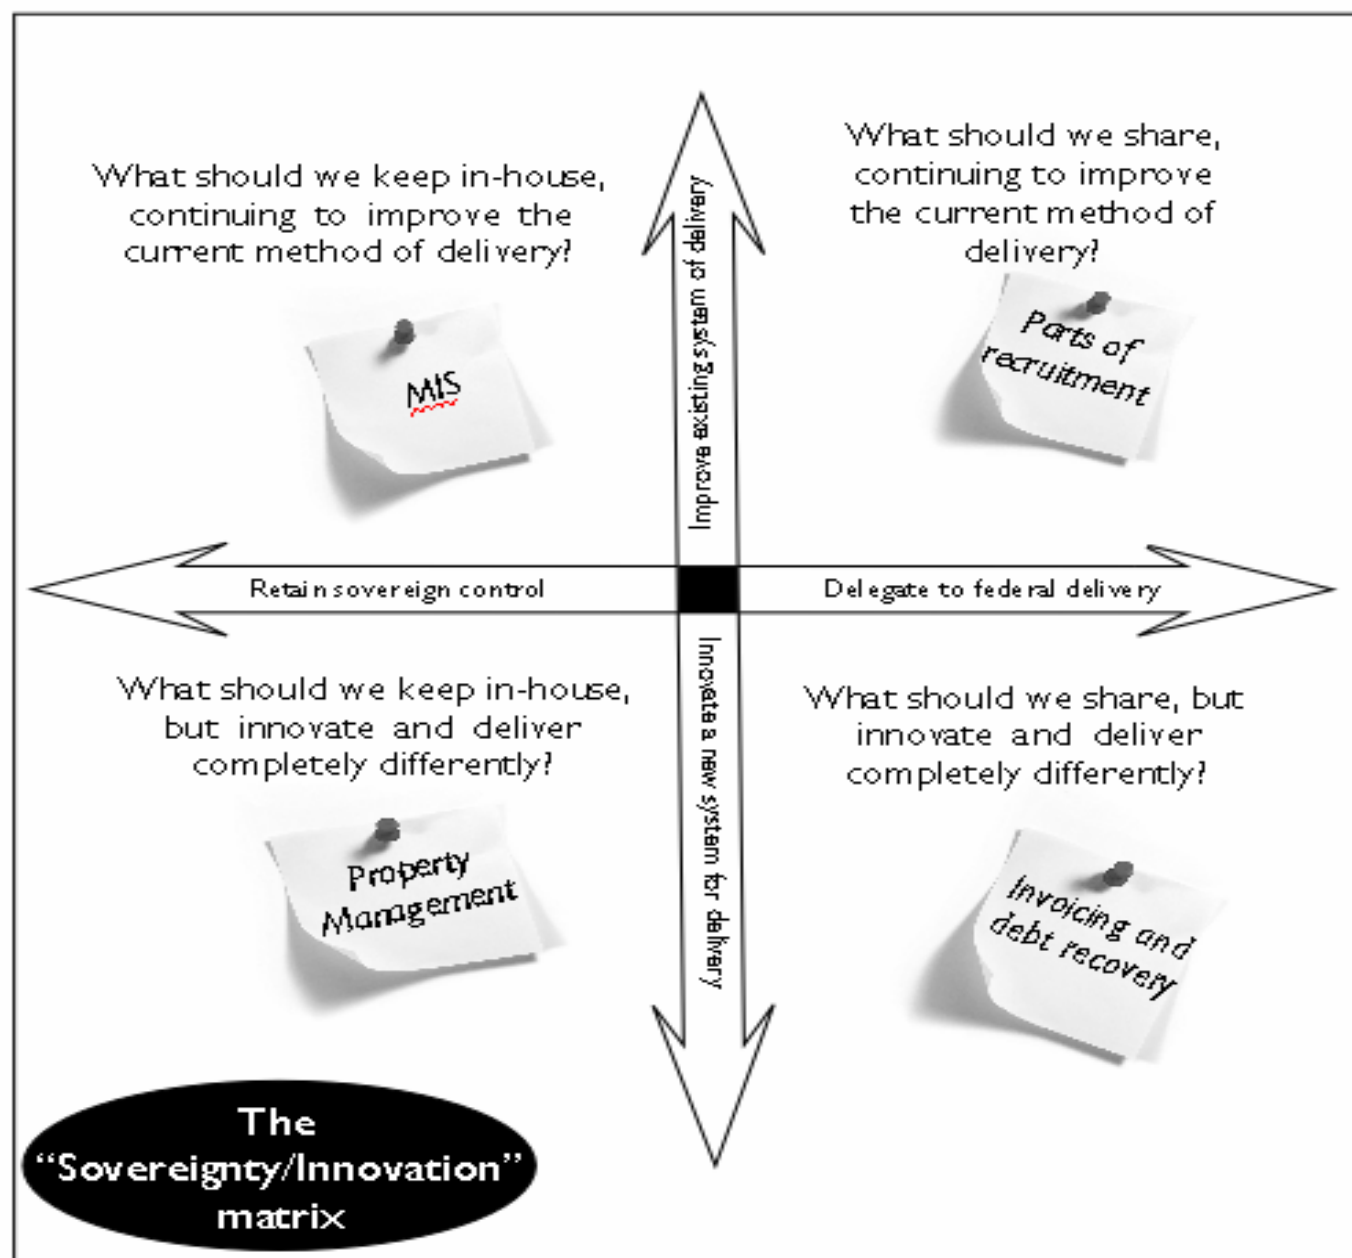 What should we keep in-house,
continuing to improve the
current method of delivery?
MIS
What should we share,
continuing to improve
the current method of
delivery?
Parts of
recruitment
Improve existing system of delivery
Retain sovereign control
Delegate to federal delivery
Innovate a new system for delivery
What should we keep in-house,
but innovate and deliver
completely differently?
Property
Management
What should we share, but
innovate and deliver
completely differently?
Invoicing and
debt recovery
The
“Sovereignty/Innovation”
matrix